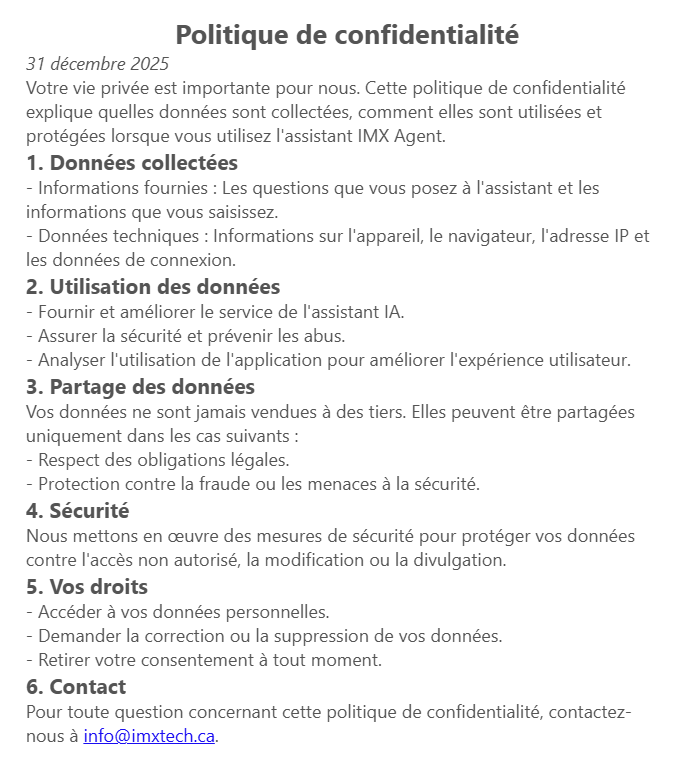 Politique de confidentialité
31 décembre 2025
Votre vie privée est importante pour nous. Cette politique de confidentialité
explique quelles données sont collectées, comment elles sont utilisées et
protégées lorsque vous utilisez l'assistant IMX Agent.
1. Données collectées
- Informations fournies : Les questions que vous posez à l'assistant et les
informations que vous saisissez.
- Données techniques : Informations sur l'appareil, le navigateur, l'adresse IP et
les données de connexion.
2. Utilisation des données
- Fournir et améliorer le service de l'assistant IA.
- Assurer la sécurité et prévenir les abus.
- Analyser l'utilisation de l'application pour améliorer l'expérience utilisateur.
3. Partage des données
Vos données ne sont jamais vendues à des tiers. Elles peuvent être partagées
uniquement dans les cas suivants :
- Respect des obligations légales.
- Protection contre la fraude ou les menaces à la sécurité.
4. Sécurité
Nous mettons en œuvre des mesures de sécurité pour protéger vos données
contre l'accès non autorisé, la modification ou la divulgation.
5. Vos droits
- Accéder à vos données personnelles.
- Demander la correction ou la suppression de vos données.
- Retirer votre consentement à tout moment.
6. Contact
Pour toute question concernant cette politique de confidentialité, contactez-
nous à info@imxtech.ca.